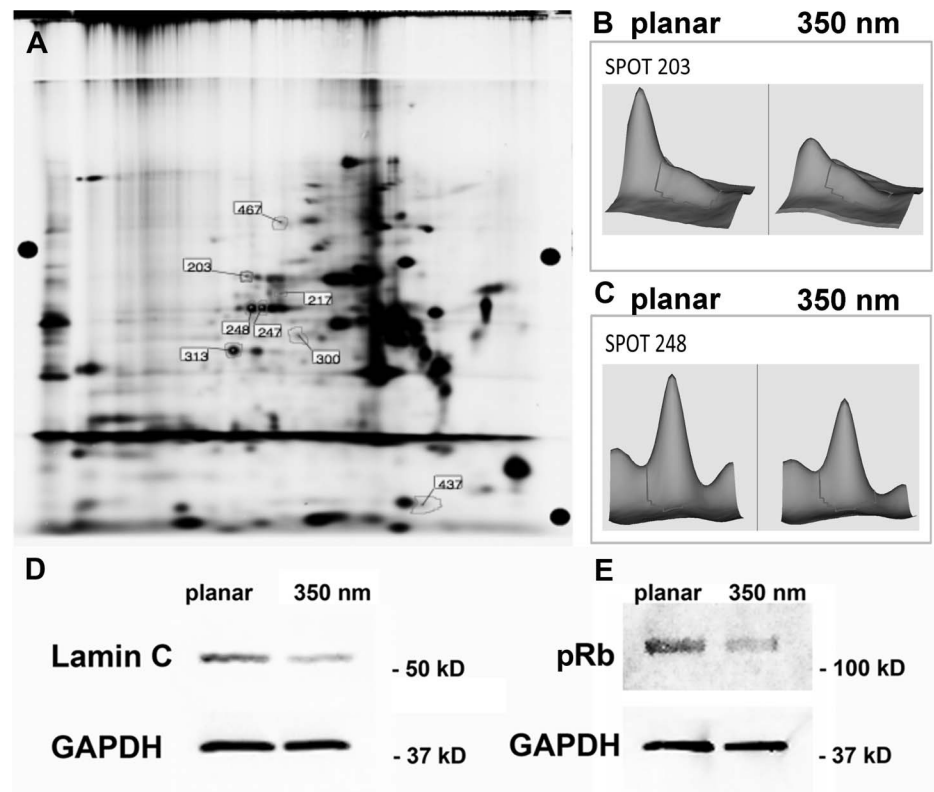 A
467
203
217
248
247
313
300
437
B planar 350 nm
SPOT 203
C planar 350 nm
SPOT 248
D
planar 350 nm
Lamin C
- 50 kD
GAPDH
- 37 kD
E
planar 350 nm
pRb
- 100 kD
GAPDH
- 37 kD